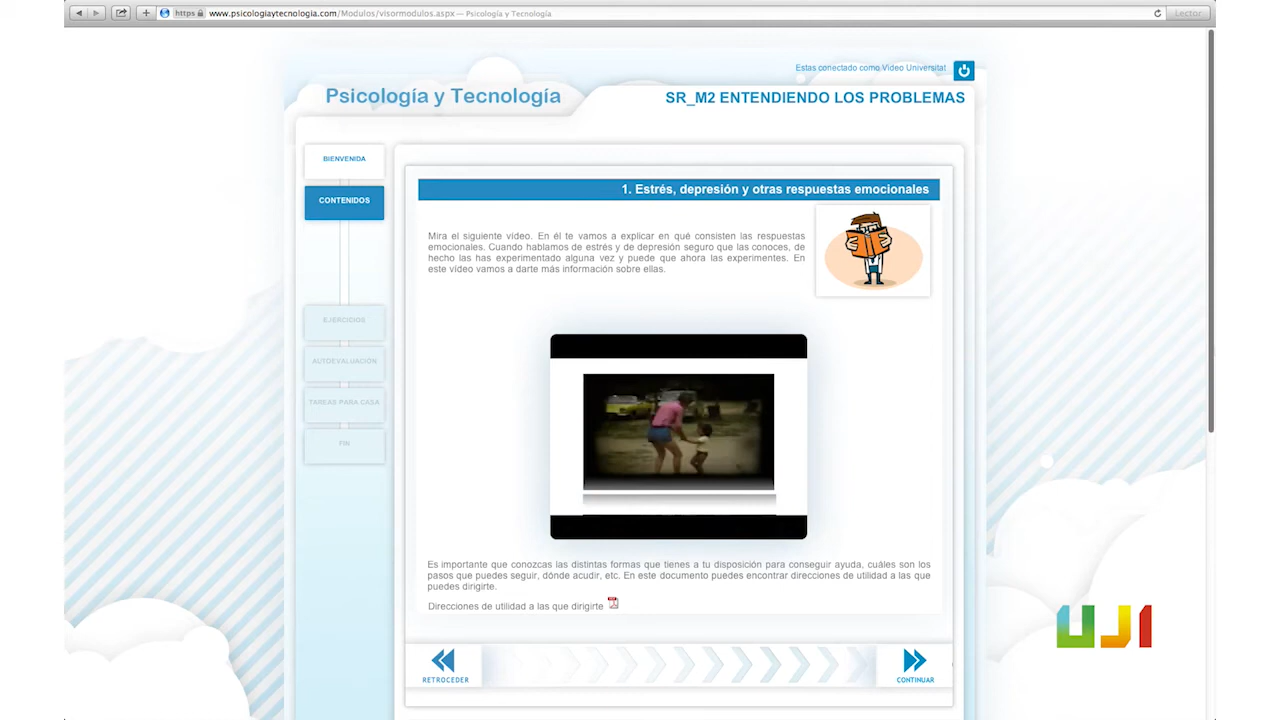 https www.psicologiaytecnologia.com/Modulos/visormodulos.aspx — Psicología y Tecnología
Lector
Estas conectado como Video Universitat
Psicología y Tecnología
SR_M2 ENTENDIENDO LOS PROBLEMAS
BIENVENIDA
CONTENIDOS
EJERCICIOS
AUTOEVALUACIÓN
TAREAS PARA CASA
FIN
1. Estrés, depresión y otras respuestas emocionales
Mira el siguiente video. En él te vamos a explicar en qué consisten las respuestas
emocionales. Cuando hablamos de estrés y de depresión seguro que las conoces, de
hecho las has experimentado alguna vez y puede que ahora las experimentes. En
este vídeo vamos a darte más información sobre ellas.
Es importante que conozcas las distintas formas que tienes a tu disposición para conseguir ayuda, cuáles son los
pasos que puedes seguir, dónde acudir, etc. En este documento puedes encontrar direcciones de utilidad a las que
puedes dirigirte.
Direcciones de utilidad a las que dirigirte
RETROCEDER
CONTINUAR
UJI